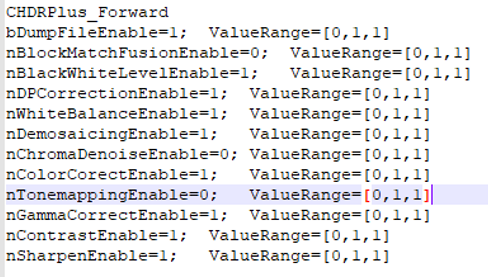 CHDRPlus_Forward
bDumpFileEnable=1;  ValueRange=[0,1,1]
nBlockMatchFusionEnable=0;  ValueRange=[0,1,1]
nBlackWhiteLevelEnable=1;   ValueRange=[0,1,1]
nDPCorrectionEnable=1;   ValueRange=[0,1,1]
nWhiteBalanceEnable=1;   ValueRange=[0,1,1]
nDemosaicingEnable=1;   ValueRange=[0,1,1]
nChromaDenoiseEnable=0; ValueRange=[0,1,1]
nColorCorectEnable=1;   ValueRange=[0,1,1]
nTonemappingEnable=0;   ValueRange=[0,1,1]
nGammaCorrectEnable=1;  ValueRange=[0,1,1]
nContrastEnable=1;  ValueRange=[0,1,1]
nSharpenEnable=1;   ValueRange=[0,1,1]